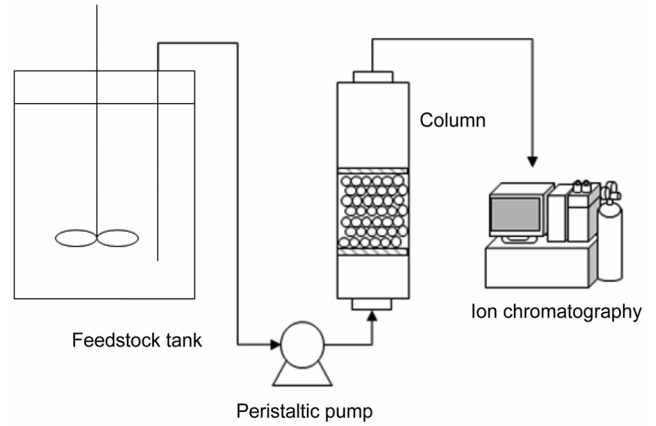 Column
Ion chromatography
Feedstock tank
Peristaltic pump